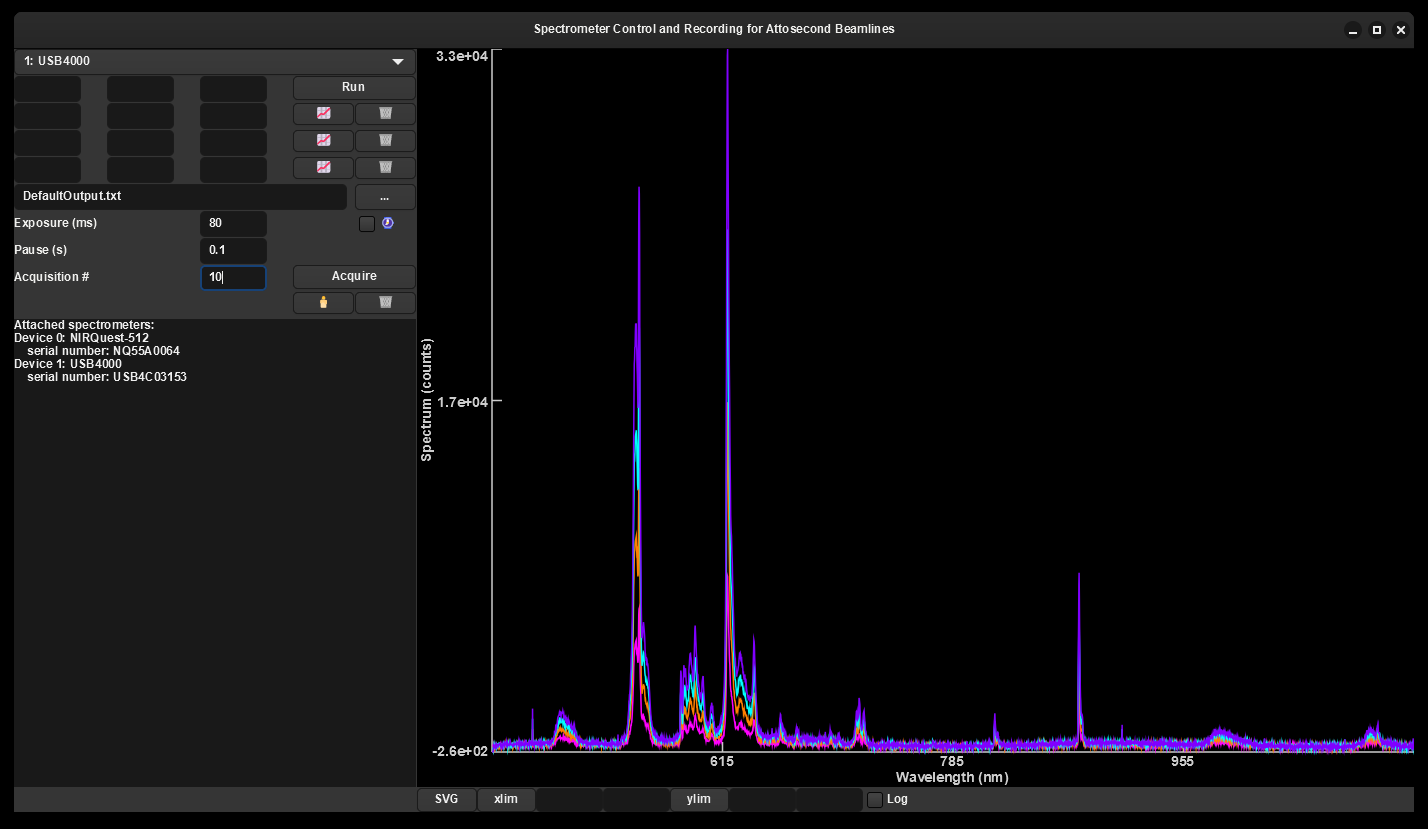 Spectrometer Control and Recording for Attosecond Beamlines
1: USB4000
Run
DefaultOutput.txt
...
Exposure (ms)
80
Pause (s)
0.1
Acquisition #
10
Acquire
Attached spectrometers:
Device 0: NIRQuest-512
serial number: NQ55A0064
Device 1: USB4000
serial number: USB4C03153
3.3e+04
1.7e+04
-2.6e+02
Spectrum (counts)
615
785
955
Wavelength (nm)
SVG
xlim
ylim
Log